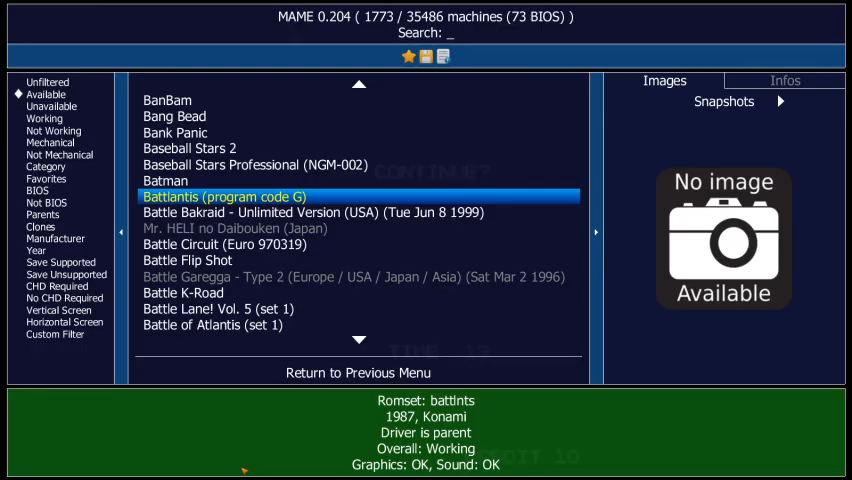 MAME 0.204 ( 1773 / 35486 machines (73 BIOS) )
Search: _
Unfiltered
Available
Unavailable
Working
Not Working
Mechanical
Not Mechanical
Category
Favorites
BIOS
Not BIOS
Parents
Clones
Manufacturer
Year
Save Supported
Save Unsupported
CHD Required
No CHD Required
Vertical Screen
Horizontal Screen
Custom Filter
BanBam
Bang Bead
Bank Panic
Baseball Stars 2
Baseball Stars Professional (NGM-002)
CONTINUE?
Batman
Battlantis (program code G)
Battle Bakraid - Unlimited Version (USA) (Tue Jun 8 1999)
Mr. HELI no Daibouken (Japan)
Battle Circuit (Euro 970319)
Battle Flip Shot
Battle Garegga - Type 2 (Europe / USA / Japan / Asia) (Sat Mar 2 1996)
Battle K-Road
Battle Lane! Vol. 5 (set 1)
Battle of Atlantis (set 1)
TIME
Return to Previous Menu
Images
Infos
Snapshots
No image
Available
Romset: battlnts
1987, Konami
Driver is parent
Overall: Working
Graphics: OK, Sound: OK